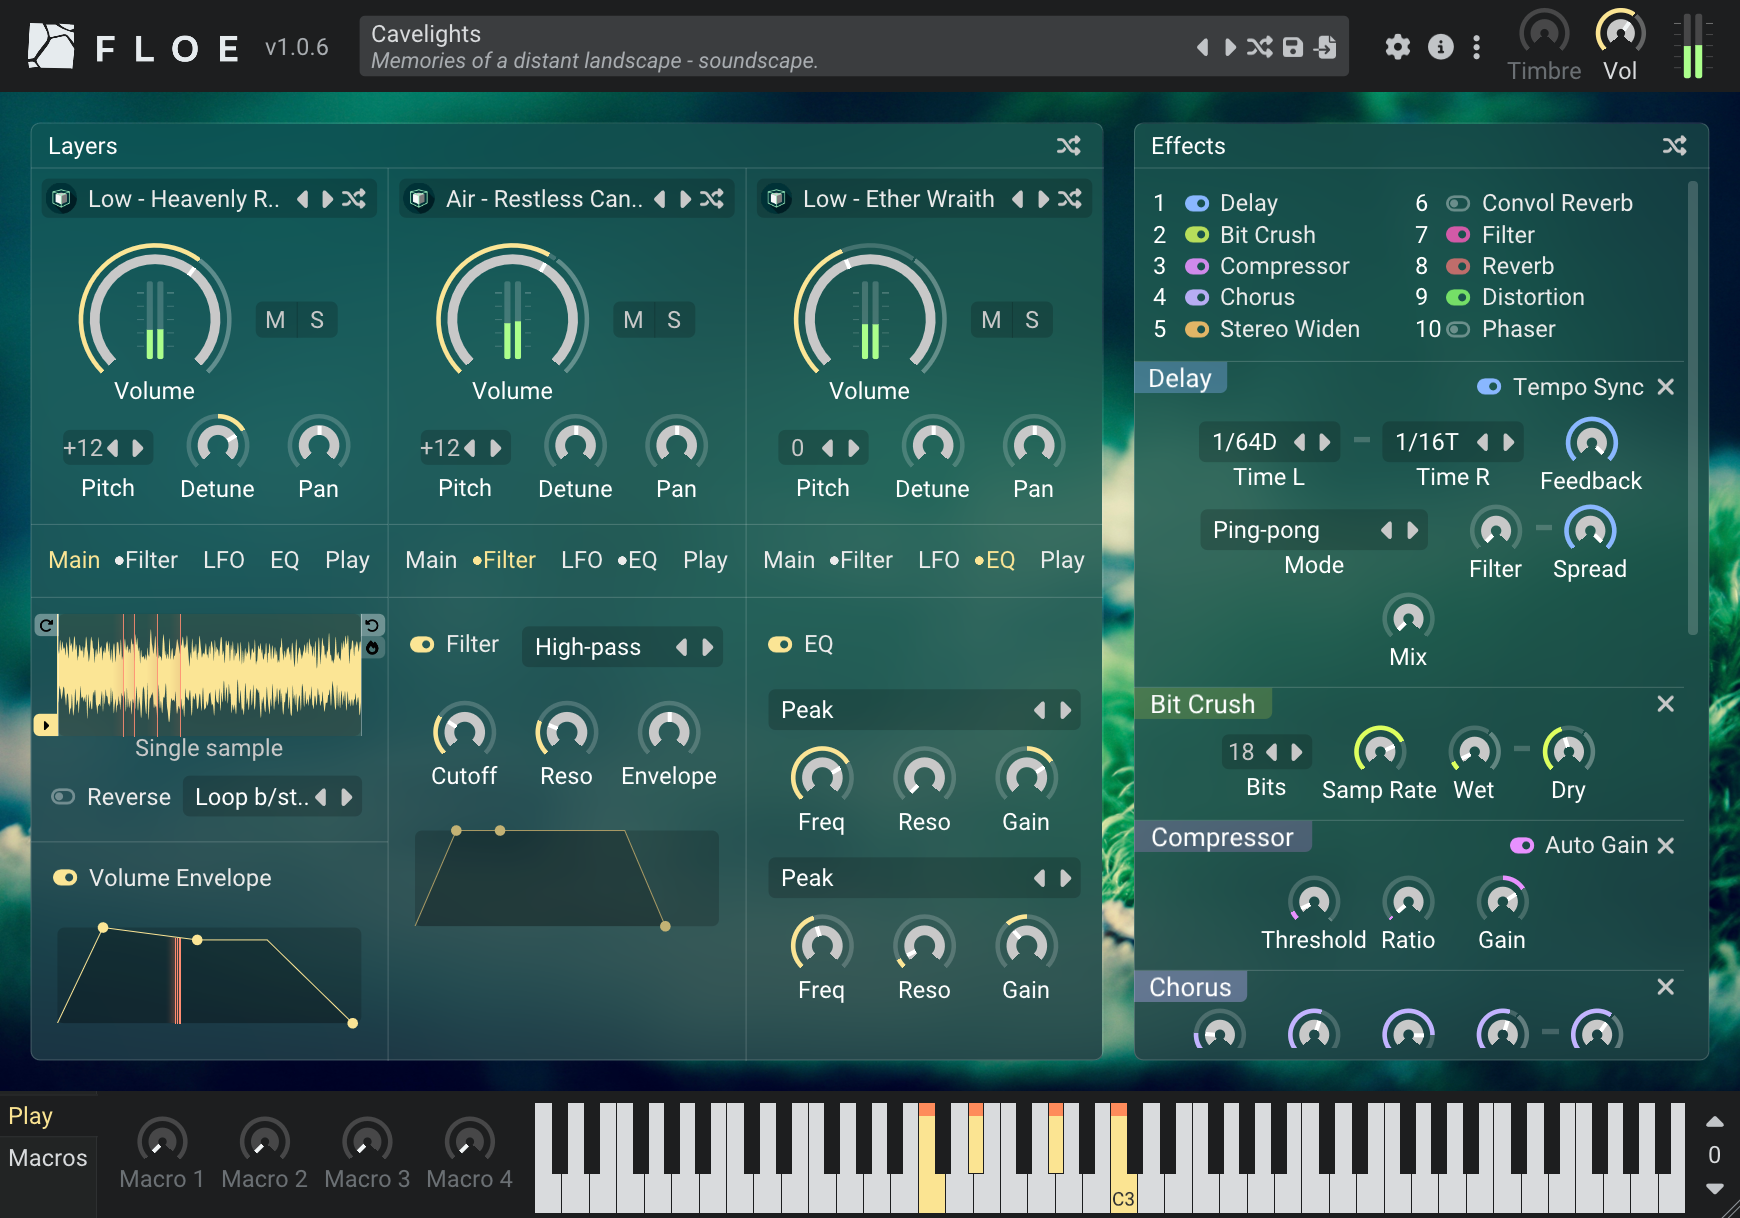 FLOE v1.0.6
Cavelights
Memories of a distant landscape - soundscape.
Timbre Vol
Layers
Low - Heavenly R.. Air - Restless Can.. Low - Ether Wraith
M S M S M S
Volume Volume Volume
+12 +12 0
Pitch Detune Pan Pitch Detune Pan Pitch Detune Pan
Main Filter LFO EQ Play Main Filter LFO EQ Play Main Filter LFO EQ Play
Single sample
Reverse Loop b/st..
Volume Envelope
Filter High-pass
Cutoff Reso Envelope
EQ
Peak
Freq Reso Gain
Peak
Freq Reso Gain
Effects
1 Delay 6 Convol Reverb
2 Bit Crush 7 Filter
3 Compressor 8 Reverb
4 Chorus 9 Distortion
5 Stereo Widen 10 Phaser
Delay Tempo Sync
1/64D 1/16T
Time L Time R Feedback
Ping-pong
Mode Filter Spread
Mix
Bit Crush
18
Bits Samp Rate Wet Dry
Compressor Auto Gain
Threshold Ratio Gain
Chorus
Play
Macros
Macro 1 Macro 2 Macro 3 Macro 4
C3
0